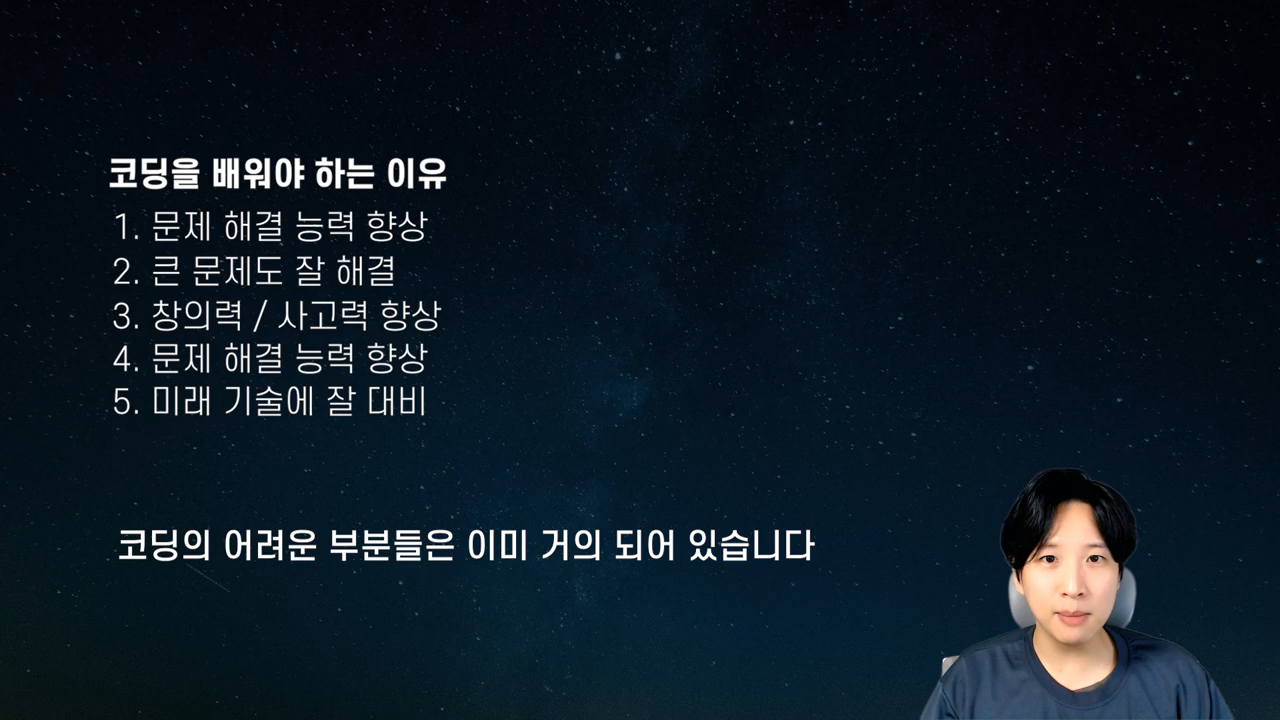 코딩을 배워야 하는 이유
1. 문제 해결 능력 향상
2. 큰 문제도 잘 해결
3. 창의력 / 사고력 향상
4. 문제 해결 능력 향상
5. 미래 기술에 잘 대비
코딩의 어려운 부분들은 이미 거의 되어 있습니다